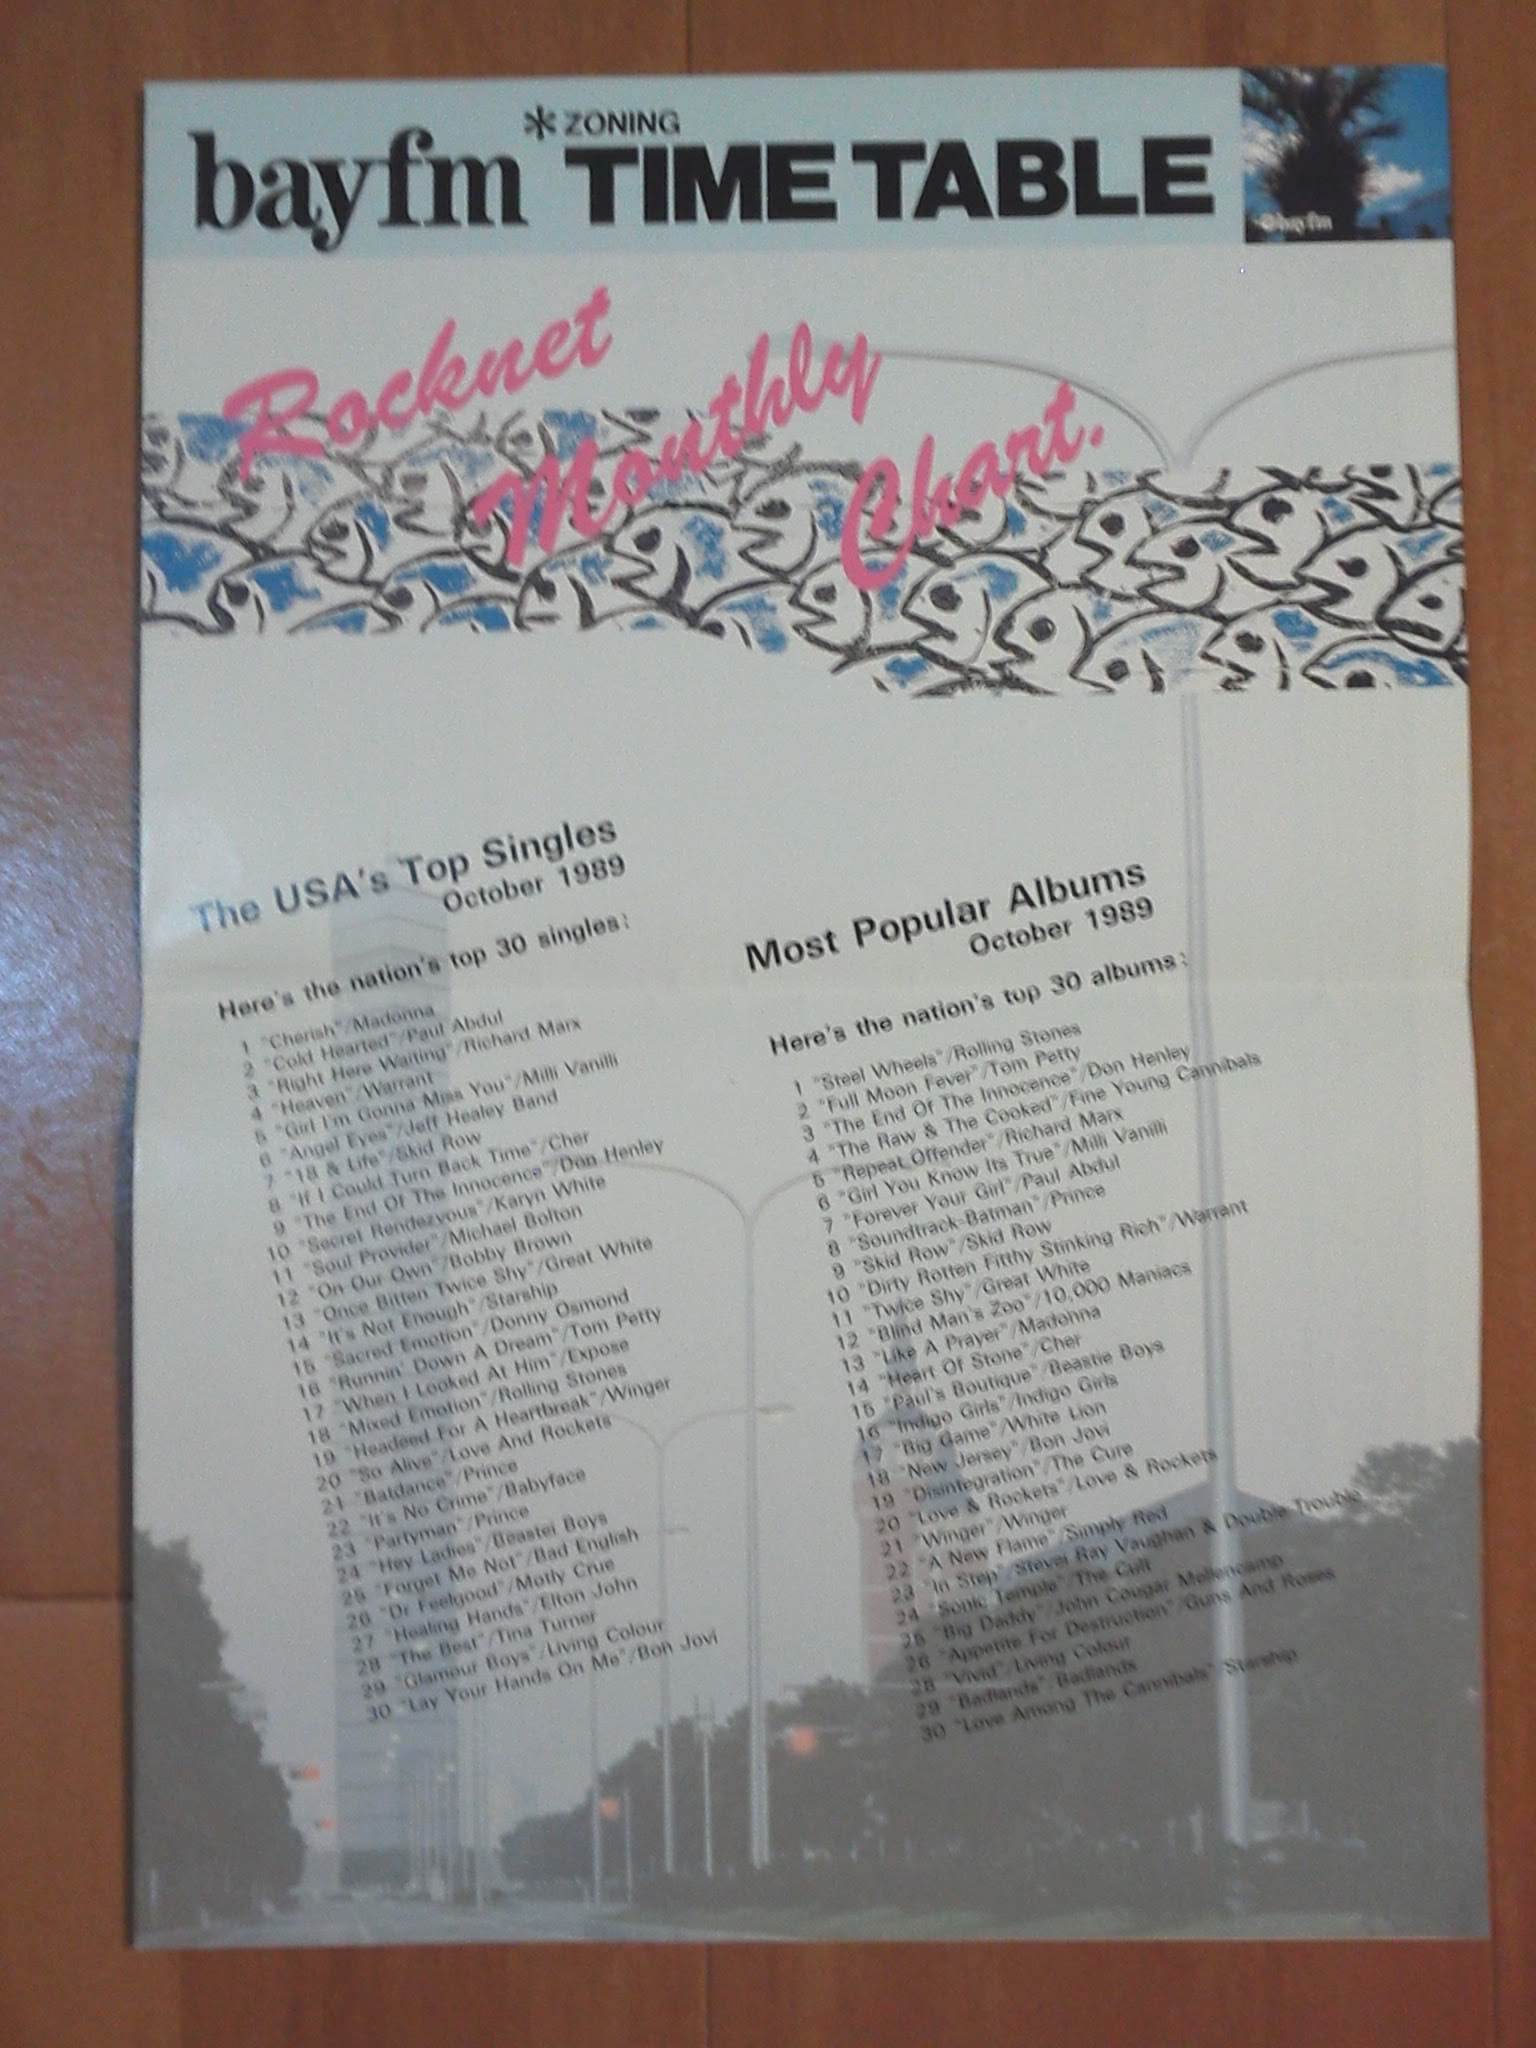 bayfm
*ZONING
TIME TABLE
bayfm
Rocknet
Monthly
Chart.
The USA's Top Singles
October 1989
Here's the nation's top 30 singles:
1 "Cherish"/Madonna
2 "Cold Hearted"/Paul Abdul
3 "Right Here Waiting"/Richard Marx
4 "Heaven"/Warrant
5 "Girl I'm Gonna Miss You"/Milli Vanilli
6 "Angel Eyes"/Jeff Healey Band
7 "18 & Life"/Skid Row
8 "If I Could Turn Back Time"/Cher
9 "The End Of The Innocence"/Don Henley
10 "Secret Rendezvous"/Karyn White
11 "Soul Provider"/Michael Bolton
12 "On Our Own"/Bobby Brown
13 "Once Bitten Twice Shy"/Great White
14 "It's Not Enough"/Starship
15 "Sacred Emotion"/Donny Osmond
16 "Runnin' Down A Dream"/Tom Petty
17 "When I Looked At Him"/Expose
18 "Mixed Emotion"/Rolling Stones
19 "Headeed For A Heartbreak"/Winger
20 "So Alive"/Love And Rockets
21 "Batdance"/Prince
22 "It's No Crime"/Babyface
23 "Partyman"/Prince
24 "Hey Ladies"/Beastei Boys
25 "Forget Me Not"/Bad English
26 "Dr Feelgood"/Motly Crue
27 "Healing Hands"/Elton John
28 "The Best"/Tina Turner
29 "Glamour Boys"/Living Colour
30 "Lay Your Hands On Me"/Bon Jovi
Most Popular Albums
October 1989
Here's the nation's top 30 albums:
1 "Steel Wheels"/Rolling Stones
2 "Full Moon Fever"/Tom Petty
3 "The End Of The Innocence"/Don Henley
4 "The Raw & The Cooked"/Fine Young Cannibals
5 "Repeat Offender"/Richard Marx
6 "Girl You Know Its True"/Milli Vanilli
7 "Forever Your Girl"/Paul Abdul
8 "Soundtrack-Batman"/Prince
9 "Skid Row"/Skid Row
10 "Dirty Rotten Fitthy Stinking Rich"/Warrant
11 "Twice Shy"/Great White
12 "Blind Man's Zoo"/10,000 Maniacs
13 "Like A Prayer"/Madonna
14 "Heart Of Stone"/Cher
15 "Paul's Boutique"/Beastie Boys
16 "Indigo Girls"/Indigo Girls
17 "Big Game"/White Lion
18 "New Jersey"/Bon Jovi
19 "Disintegration"/The Cure
20 "Love & Rockets"/Love & Rockets
21 "Winger"/Winger
22 "A New Flame"/Simply Red
23 "In Step"/Stevei Ray Vaughan & Double Trouble
24 "Sonic Temple"/The Cult
25 "Big Daddy"/John Cougar Mellencamp
26 "Appetite For Destruction"/Guns And Roses
28 "Vivid"/Living Colour
29 "Badlands"/Badlands
30 "Love Among The Cannibals"/Starship